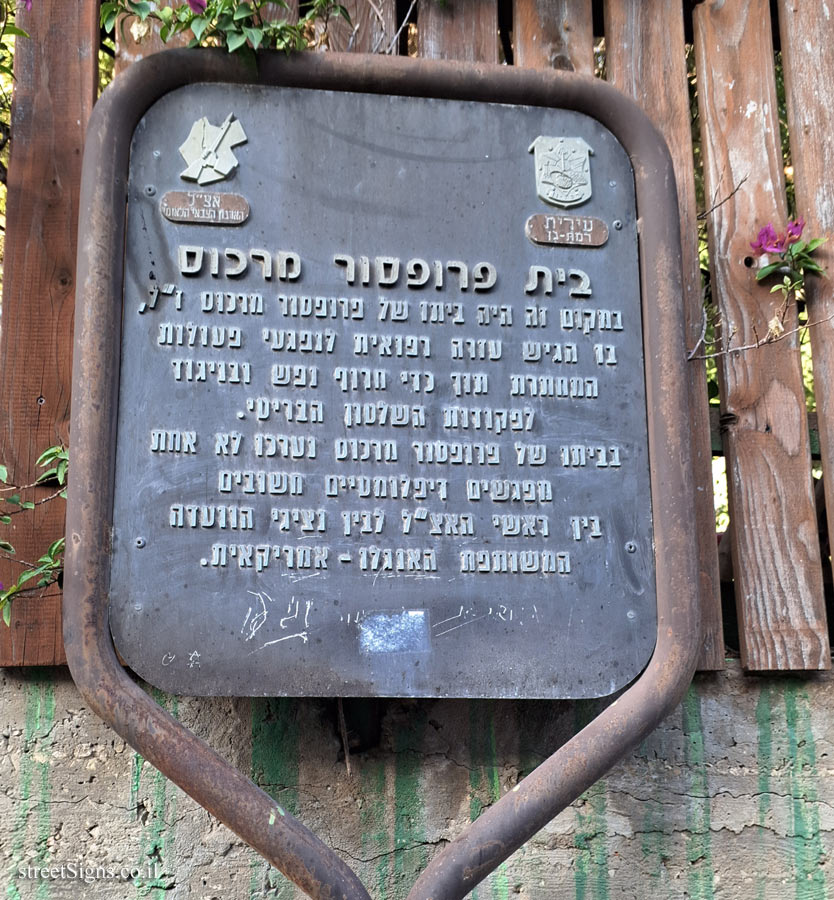 אצ"ל
הארגון הצבאי הלאומי
עירית
רמת-גן
בית פרופסור מרכוס
במקום זה היה ביתו של פרופסור מרכוס ז"ל,
בו הגיש עזרה רפואית לנפגעי פעולות
המחתרת תוך כדי חרוף נפש ובניגוד
לפקודות השלטון הבריטי.
בביתו של פרופסור מרכוס נערכו לא אחת
מפגשים דיפלומטיים חשובים
בין ראשי האצ"ל לבין נציגי הוועדה
המשותפת האנגלו - אמריקאית.
streetSigns.co.il